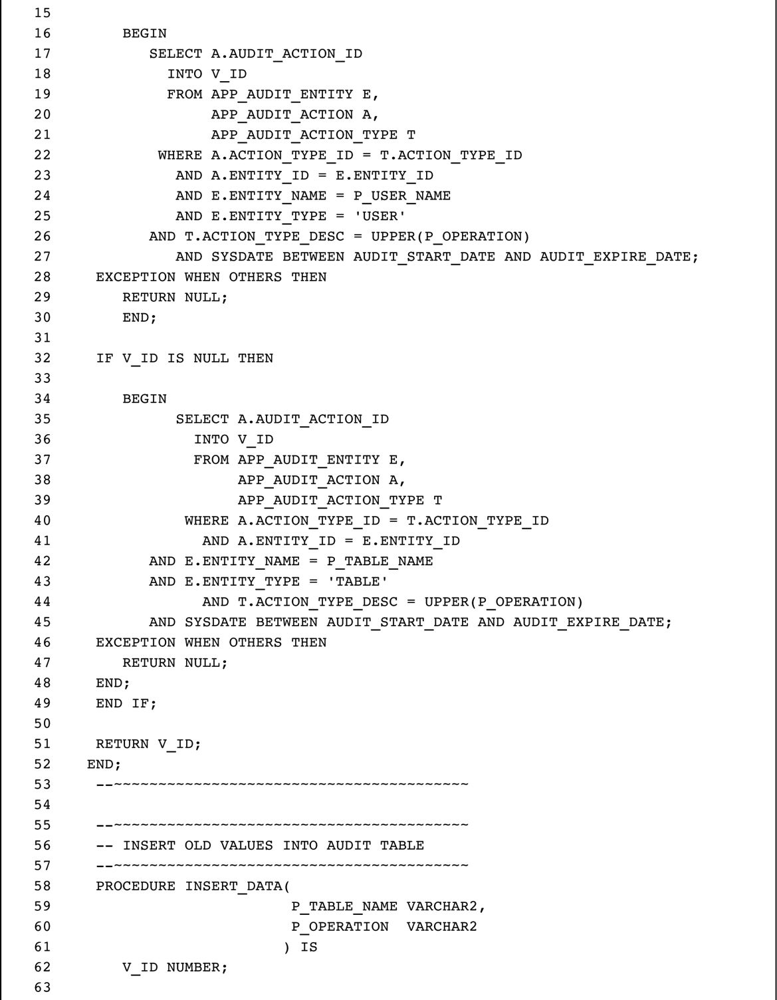 15
16 BEGIN
17 SELECT A.AUDIT_ACTION_ID
18 INTO V_ID
19 FROM APP_AUDIT_ENTITY E,
20 APP_AUDIT_ACTION A,
21 APP_AUDIT_ACTION_TYPE T
22 WHERE A.ACTION_TYPE_ID = T.ACTION_TYPE_ID
23 AND A.ENTITY_ID = E.ENTITY_ID
24 AND E.ENTITY_NAME = P_USER_NAME
25 AND E.ENTITY_TYPE = 'USER'
26 AND T.ACTION_TYPE_DESC = UPPER(P_OPERATION)
27 AND SYSDATE BETWEEN AUDIT_START_DATE AND AUDIT_EXPIRE_DATE;
28 EXCEPTION WHEN OTHERS THEN
29 RETURN NULL;
30 END;
31
32 IF V_ID IS NULL THEN
33
34 BEGIN
35 SELECT A.AUDIT_ACTION_ID
36 INTO V_ID
37 FROM APP_AUDIT_ENTITY E,
38 APP_AUDIT_ACTION A,
39 APP_AUDIT_ACTION_TYPE T
40 WHERE A.ACTION_TYPE_ID = T.ACTION_TYPE_ID
41 AND A.ENTITY_ID = E.ENTITY_ID
42 AND E.ENTITY_NAME = P_TABLE_NAME
43 AND E.ENTITY_TYPE = 'TABLE'
44 AND T.ACTION_TYPE_DESC = UPPER(P_OPERATION)
45 AND SYSDATE BETWEEN AUDIT_START_DATE AND AUDIT_EXPIRE_DATE;
46 EXCEPTION WHEN OTHERS THEN
47 RETURN NULL;
48 END;
49 END IF;
50
51 RETURN V_ID;
52 END;
53 --~~~~~~~~~~~~~~~~~~~~~~~~~~~~~~~~~~~~~~~~
54
55 --~~~~~~~~~~~~~~~~~~~~~~~~~~~~~~~~~~~~~~~~
56 -- INSERT OLD VALUES INTO AUDIT TABLE
57 --~~~~~~~~~~~~~~~~~~~~~~~~~~~~~~~~~~~~~~~~
58 PROCEDURE INSERT_DATA(
59 P_TABLE_NAME VARCHAR2,
60 P_OPERATION VARCHAR2
61 ) IS
62 V_ID NUMBER;
63